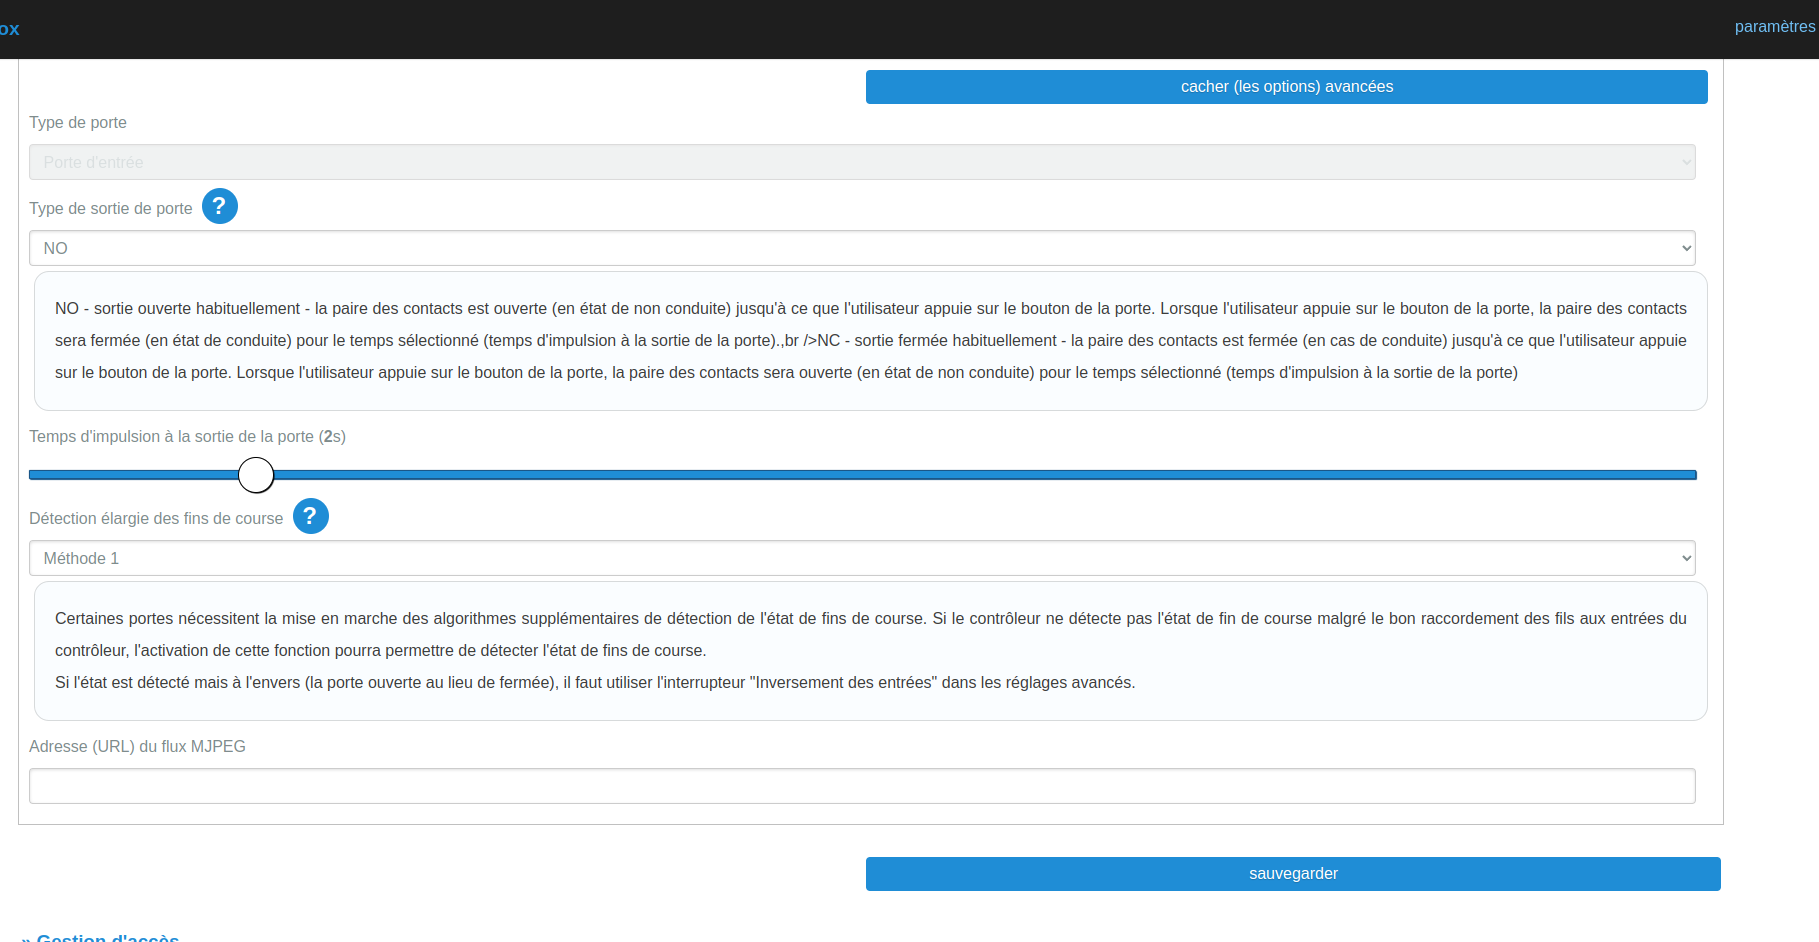 ox
paramètres
cacher (les options) avancées
Type de porte
Porte d'entrée
Type de sortie de porte ?
NO
NO - sortie ouverte habituellement - la paire des contacts est ouverte (en état de non conduite) jusqu'à ce que l'utilisateur appuie sur le bouton de la porte. Lorsque l'utilisateur appuie sur le bouton de la porte, la paire des contacts
sera fermée (en état de conduite) pour le temps sélectionné (temps d'impulsion à la sortie de la porte).,br />NC - sortie fermée habituellement - la paire des contacts est fermée (en cas de conduite) jusqu'à ce que l'utilisateur appuie
sur le bouton de la porte. Lorsque l'utilisateur appuie sur le bouton de la porte, la paire des contacts sera ouverte (en état de non conduite) pour le temps sélectionné (temps d'impulsion à la sortie de la porte)
Temps d'impulsion à la sortie de la porte (2s)
Détection élargie des fins de course ?
Méthode 1
Certaines portes nécessitent la mise en marche des algorithmes supplémentaires de détection de l'état de fins de course. Si le contrôleur ne détecte pas l'état de fin de course malgré le bon raccordement des fils aux entrées du
contrôleur, l'activation de cette fonction pourra permettre de détecter l'état de fins de course.
Si l'état est détecté mais à l'envers (la porte ouverte au lieu de fermée), il faut utiliser l'interrupteur "Inversement des entrées" dans les réglages avancés.
Adresse (URL) du flux MJPEG
sauvegarder
» Gestion d'accès